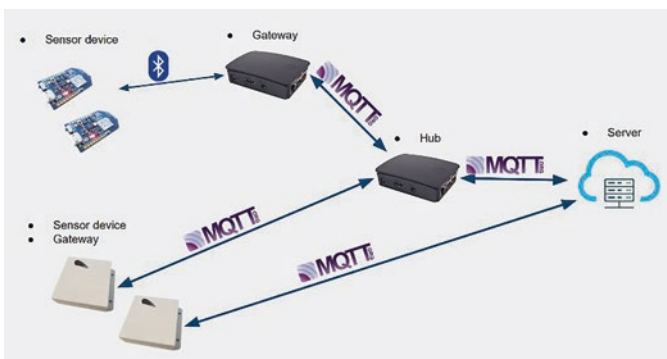 • Sensor device
• Gateway
MQTT
• Hub
MQTT
• Server
• Sensor device
• Gateway
MQTT
MQTT